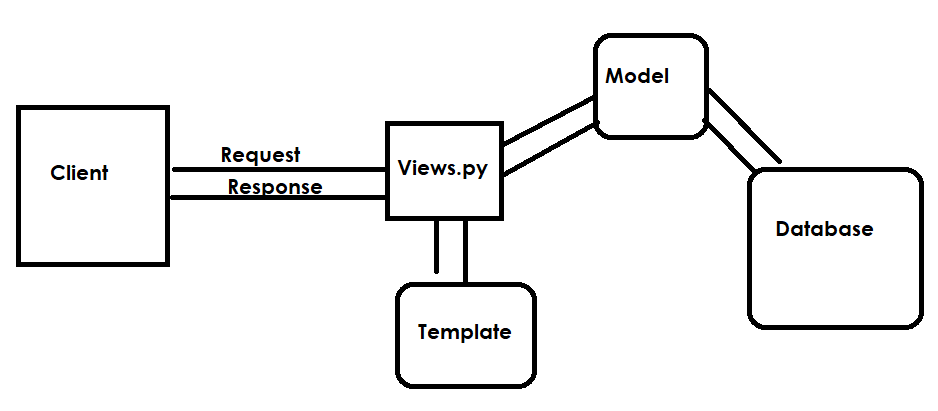 Model
Client
Request
Response
Views.py
Database
Template